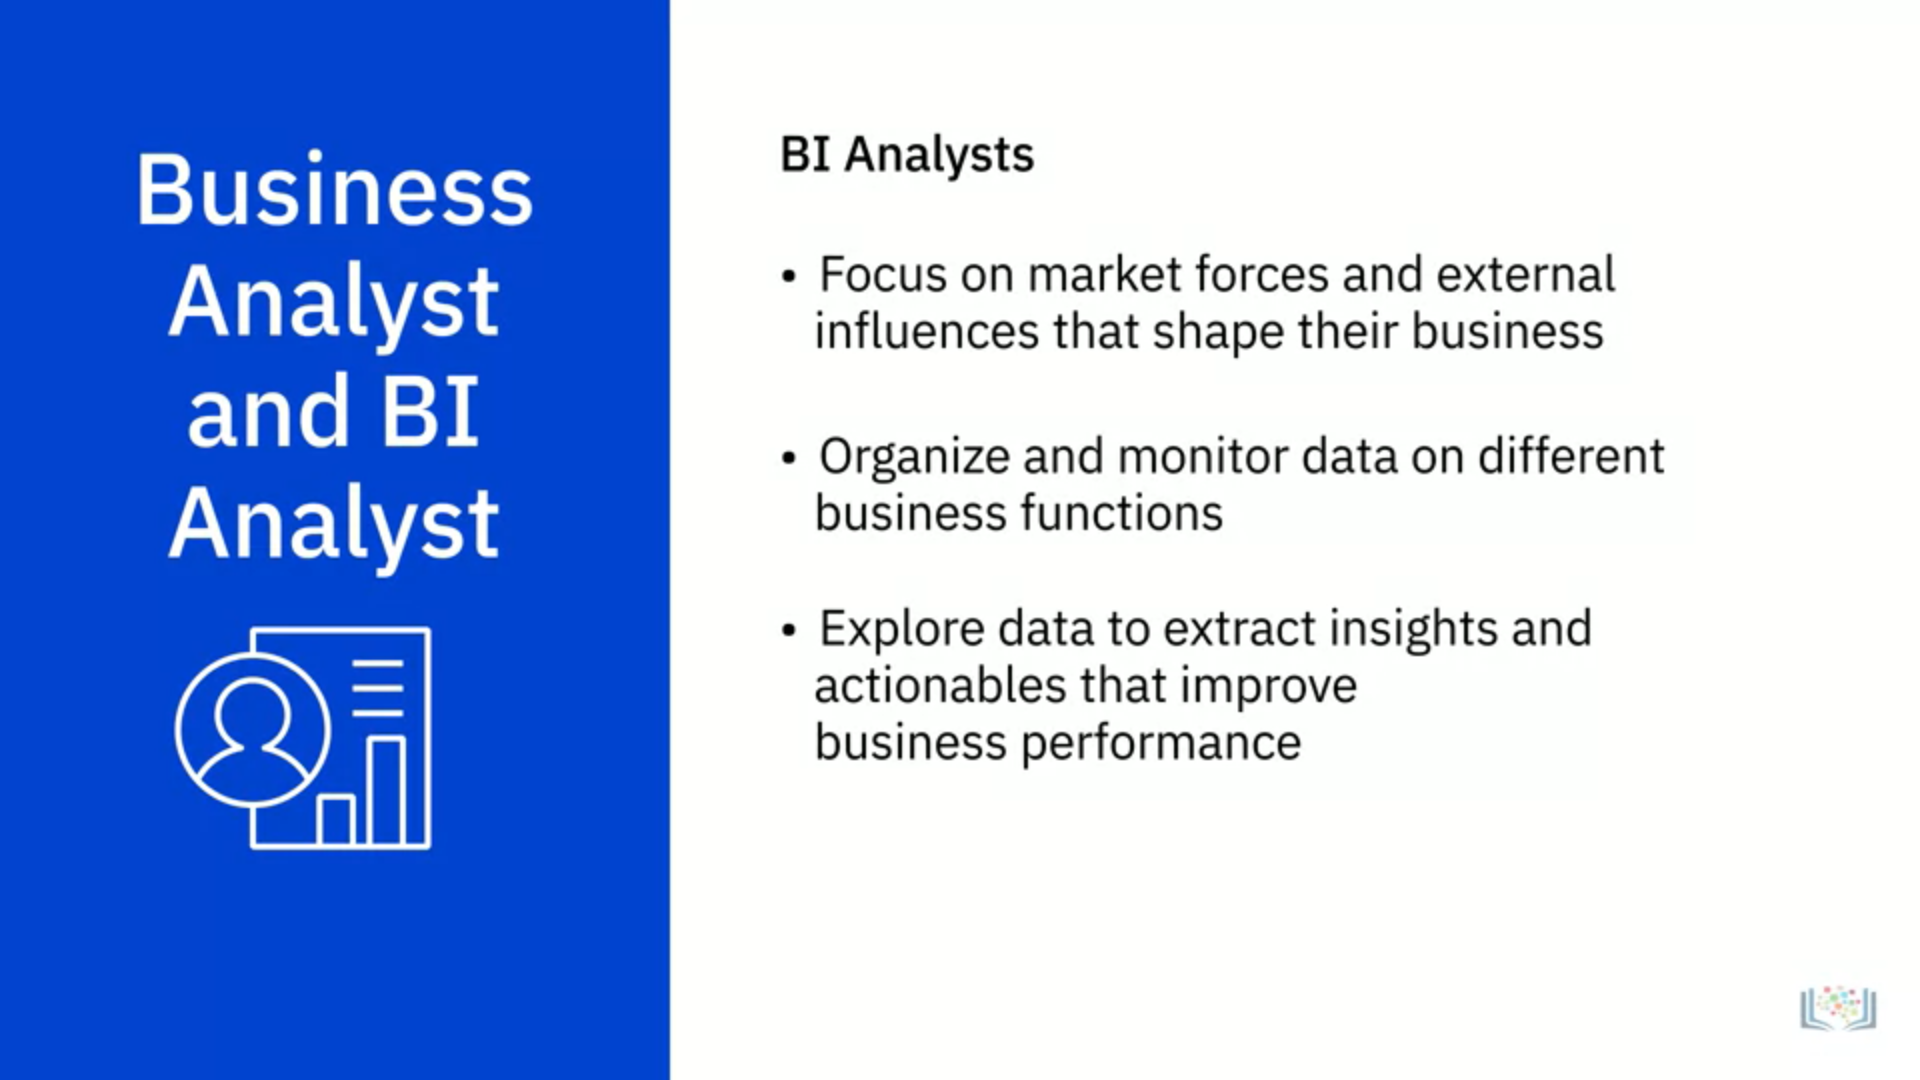 Business
Analyst
and BI
Analyst
BI Analysts
• Focus on market forces and external
influences that shape their business
• Organize and monitor data on different
business functions
• Explore data to extract insights and
actionables that improve
business performance